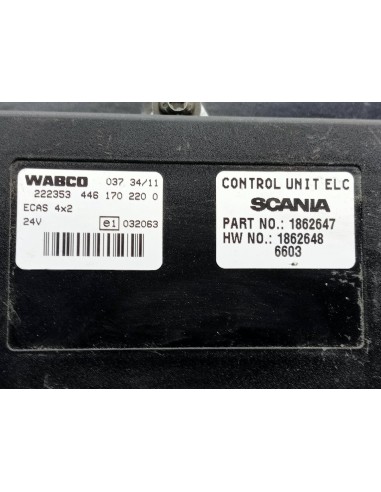 WABCO 037 34/11
222353 446 170 220 0
ECAS 4x2
24V e1 032063
CONTROL UNIT ELC
SCANIA
PART NO.: 1862647
HW NO.: 1862648
6603